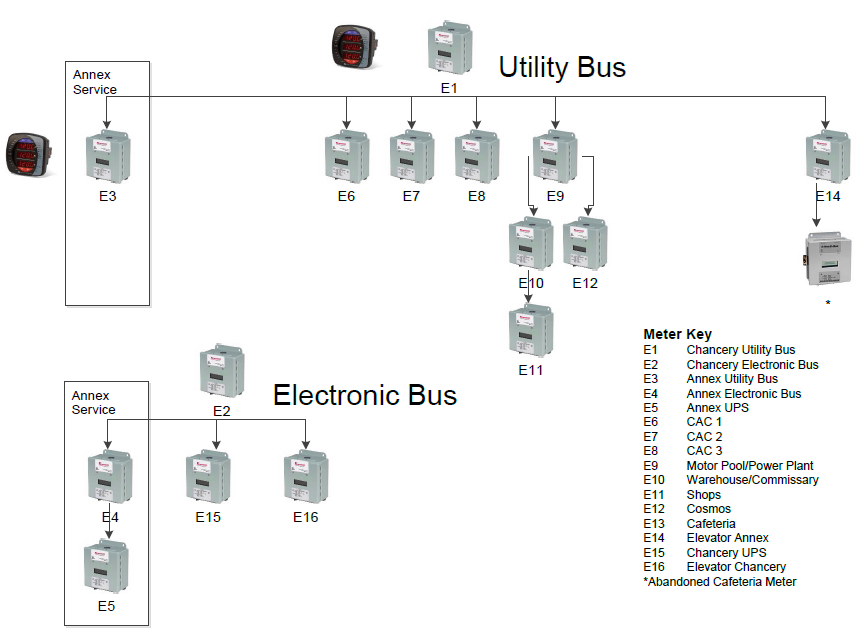 Utility Bus
E1
Annex
Service
E3
E6
E7
E8
E9
E14
E10
E12
*
E11
Electronic Bus
E2
Annex
Service
E4
E15
E16
E5
Meter Key
E1 Chancery Utility Bus
E2 Chancery Electronic Bus
E3 Annex Utility Bus
E4 Annex Electronic Bus
E5 Annex UPS
E6 CAC 1
E7 CAC 2
E8 CAC 3
E9 Motor Pool/Power Plant
E10 Warehouse/Commissary
E11 Shops
E12 Cosmos
E13 Cafeteria
E14 Elevator Annex
E15 Chancery UPS
E16 Elevator Chancery
*Abandoned Cafeteria Meter